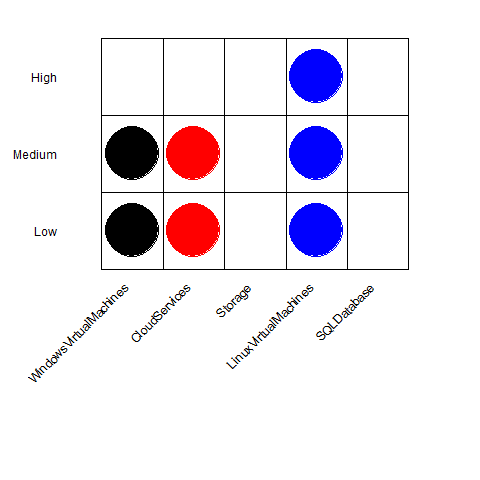 High
Medium
Low
WindowsVirtualMachines
CloudServices
Storage
LinuxVirtualMachines
SQLDatabase